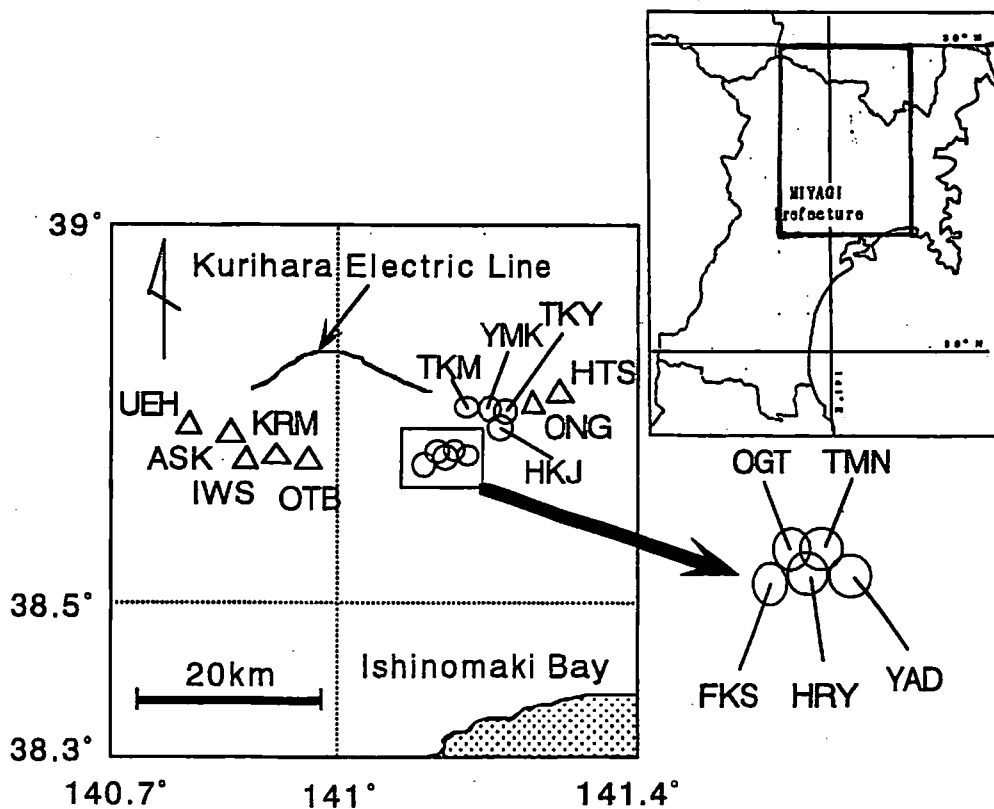 39°
Kurihara Electric Line
TKY
YMK
TKM
HTS
UEH
KRM
ONG
ASK
HKJ
IWS
OTB
38.5°
20km
Ishinomaki Bay
38.3°
140.7°
141°
141.4°
MIYAGI
Prefecture
OGT
TMN
FKS
HRY
YAD